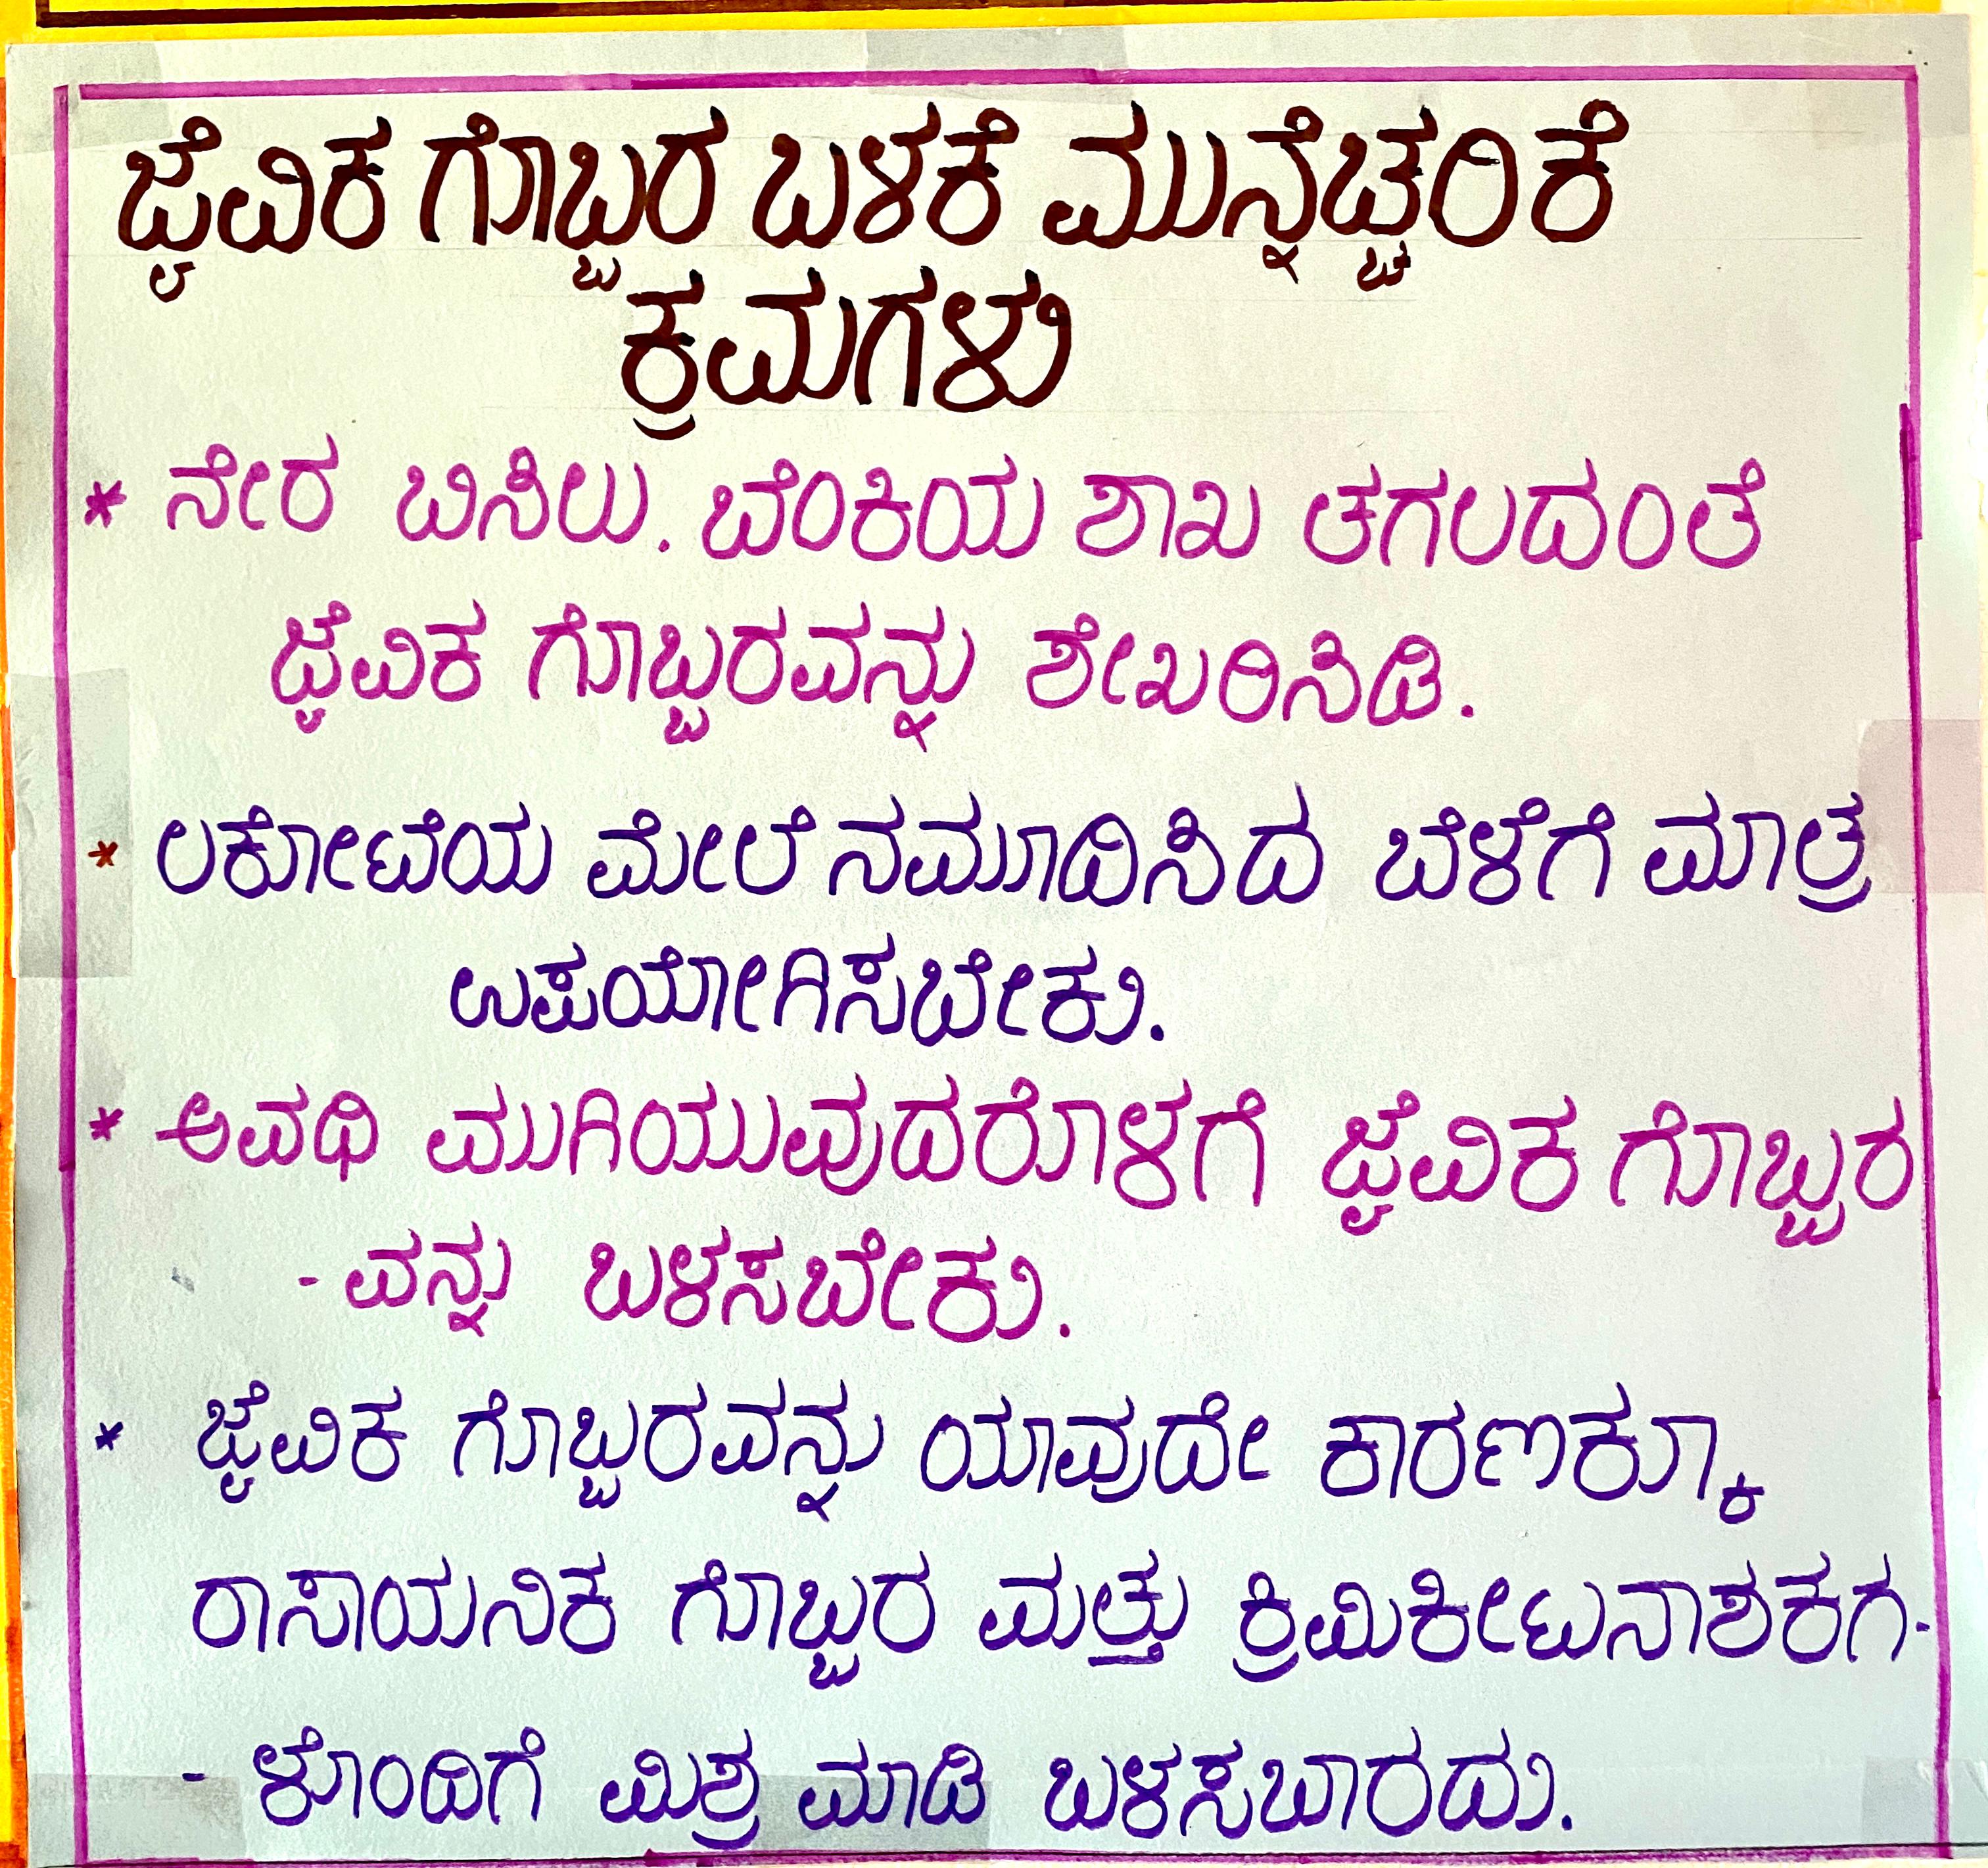 ಜೈವಿಕ ಗೊಬ್ಬರ ಬಳಕೆ ಮುನ್ನೆಚ್ಚರಿಕೆ
ಕ್ರಮಗಳು
* ನೇರ ಬಿಸಿಲು. ಬೆಂಕಿಯ ಶಾಖ ತಗಲದಂತೆ
ಜೈವಿಕ ಗೊಬ್ಬರವನ್ನು ಶೇಖರಿಸಿಡಿ.
* ಲಕೋಟೆಯ ಮೇಲೆ ನಮೂದಿಸಿದ ಬೆಳೆಗೆ ಮಾತ್ರ
ಉಪಯೋಗಿಸಬೇಕು.
* ಅವಧಿ ಮುಗಿಯುವುದರೊಳಗೆ ಜೈವಿಕ ಗೊಬ್ಬರ
- ವನ್ನು ಬಳಸಬೇಕು.
* ಜೈವಿಕ ಗೊಬ್ಬರವನ್ನು ಯಾವುದೇ ಕಾರಣಕ್ಕೂ
ರಾಸಾಯನಿಕ ಗೊಬ್ಬರ ಮತ್ತು ಕ್ರಿಮಿಕೀಟನಾಶಕಗ-
- ಳೊಂದಿಗೆ ಮಿಶ್ರ ಮಾಡಿ ಬಳಸಬಾರದು.